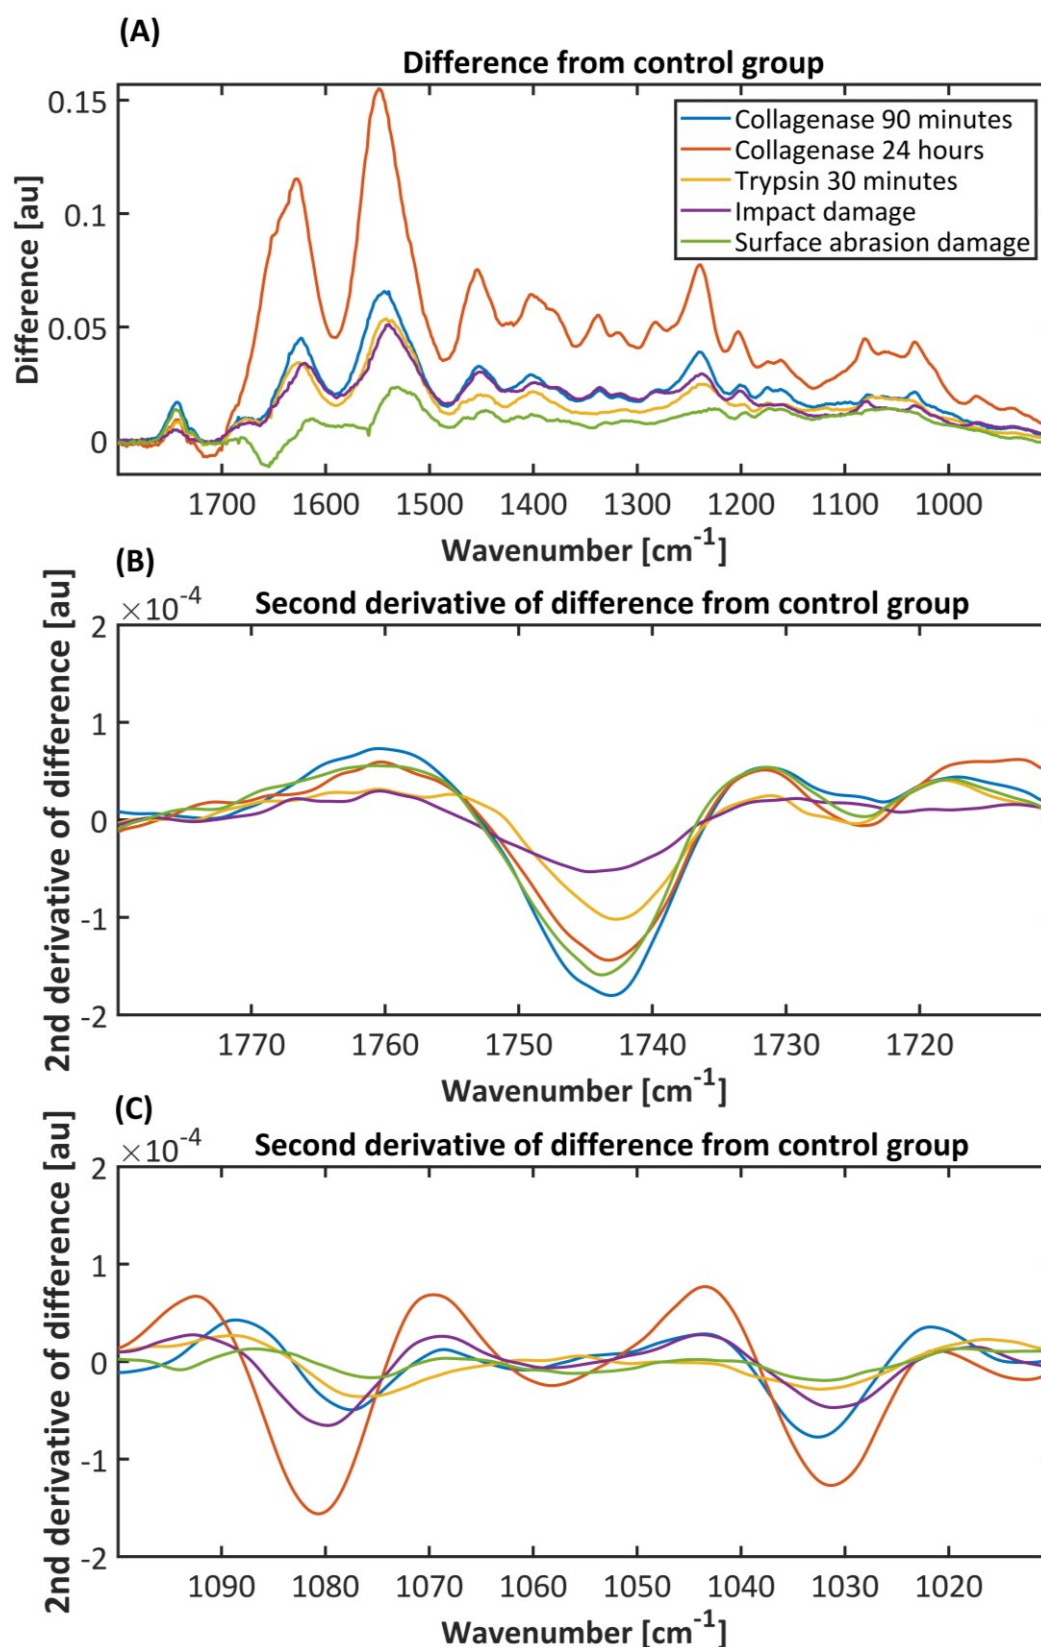 (A)
Difference from control group
Difference [au]
0.15
0.1
0.05
0
Collagenase 90 minutes
Collagenase 24 hours
Trypsin 30 minutes
Impact damage
Surface abrasion damage
1700 1600 1500 1400 1300 1200 1100 1000
Wavenumber [cm⁻¹]
(B)
×10⁻⁴
Second derivative of difference from control group
2nd derivative of difference [au]
2
1
0
-1
-2
1770 1760 1750 1740 1730 1720
Wavenumber [cm⁻¹]
(C)
×10⁻⁴
Second derivative of difference from control group
2nd derivative of difference [au]
2
1
0
-1
-2
1090 1080 1070 1060 1050 1040 1030 1020
Wavenumber [cm⁻¹]